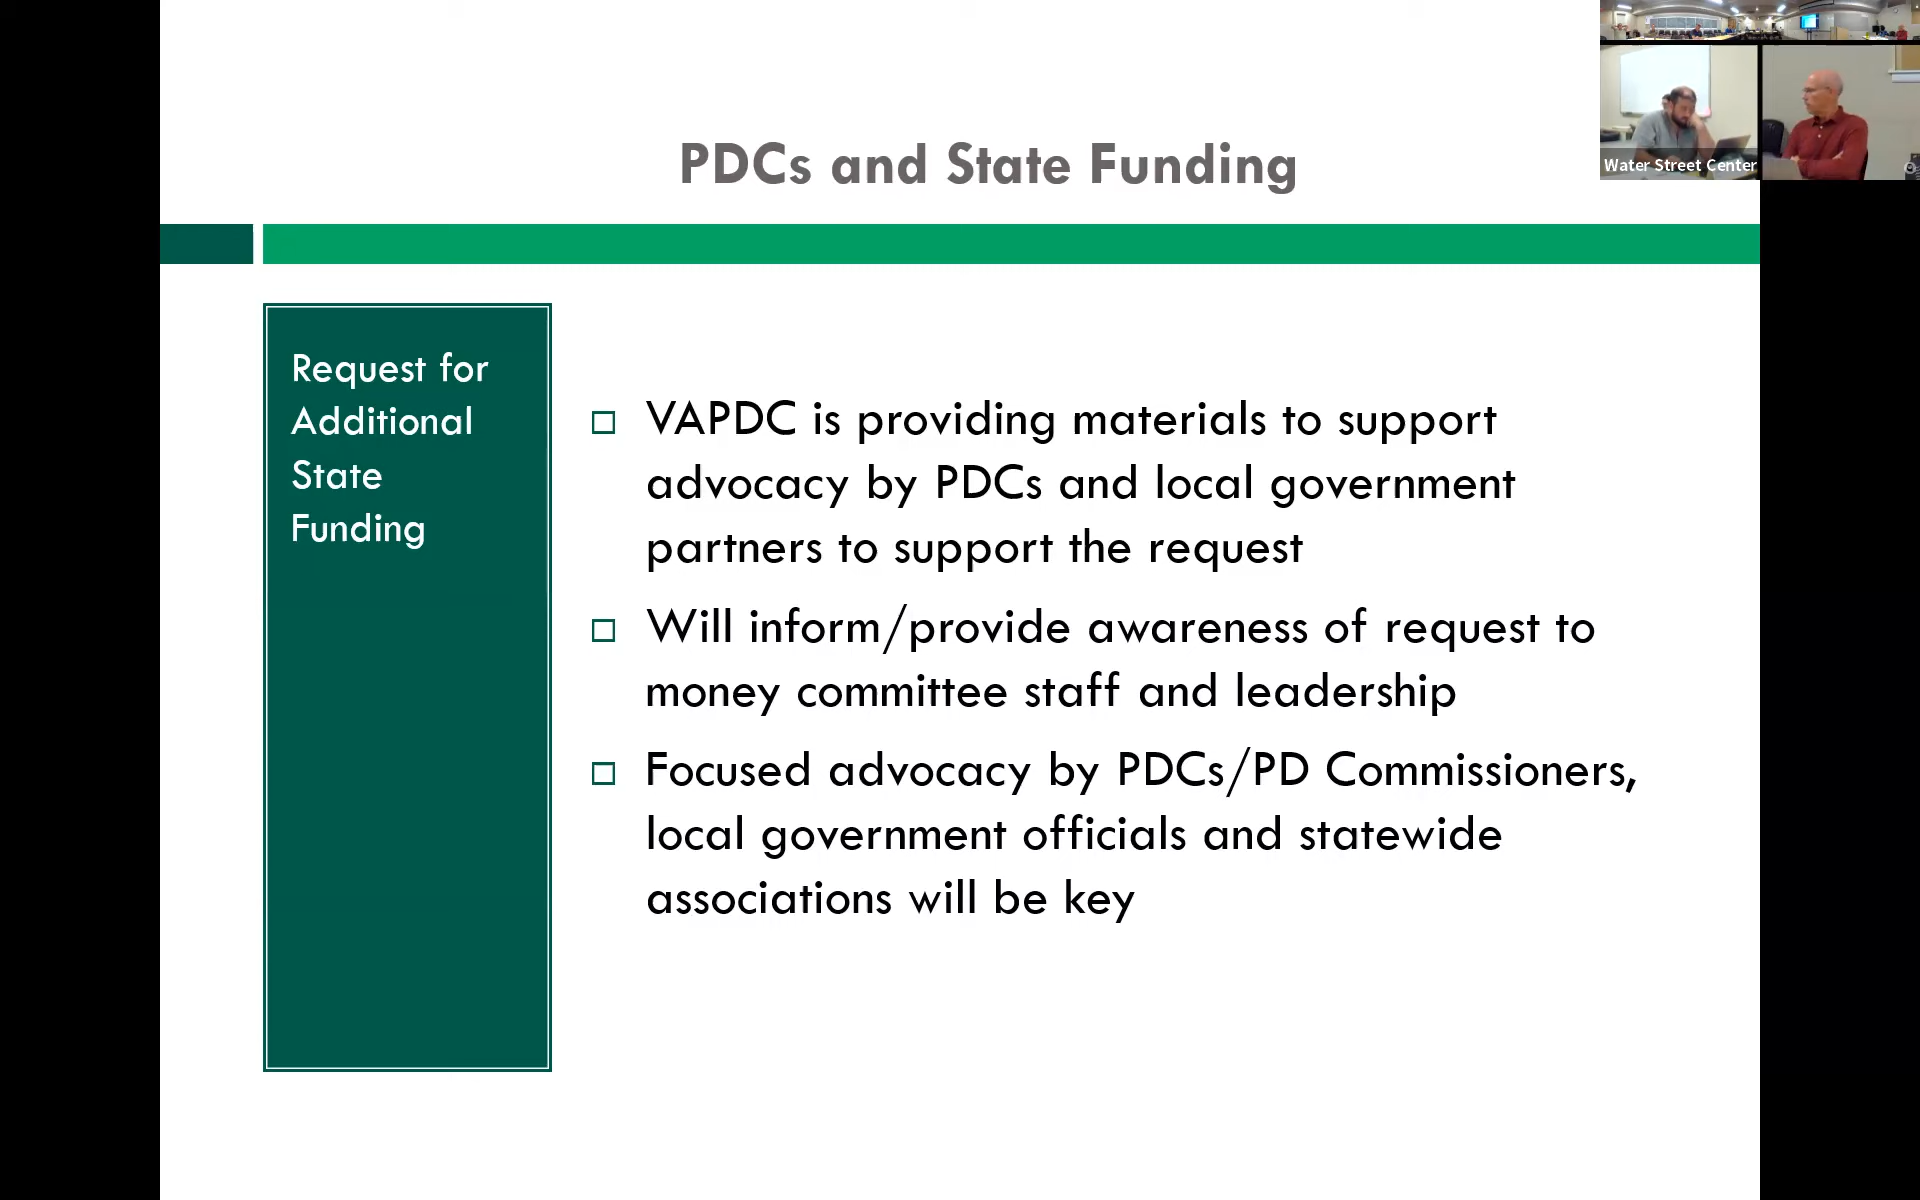 PDCs and State Funding
Water Street Center
Request for
Additional
State
Funding
VAPDC is providing materials to support
advocacy by PDCs and local government
partners to support the request
Will inform/provide awareness of request to
money committee staff and leadership
Focused advocacy by PDCs/PD Commissioners,
local government officials and statewide
associations will be key